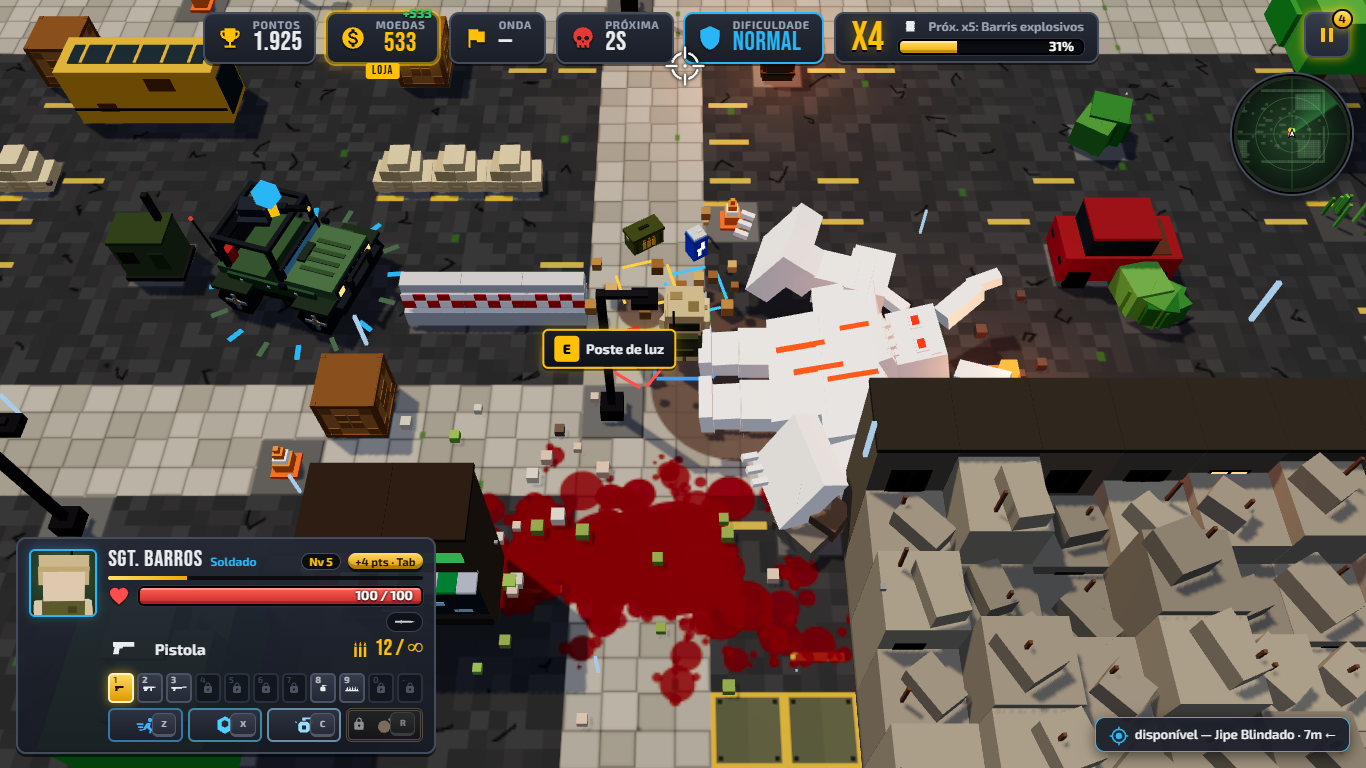 +533
PONTOS
1.925
MOEDAS
533
LOJA
ONDA
—
PRÓXIMA
2S
DIFICULDADE
NORMAL
X4
Próx. x5: Barris explosivos
31%
4
E Poste de luz
SGT. BARROS Soldado Nv 5 +4 pts · Tab
100 / 100
Pistola 12 / ∞
1 2 3 4 5 6 7 8 9 0
Z X C R
disponível — Jipe Blindado · 7m ←